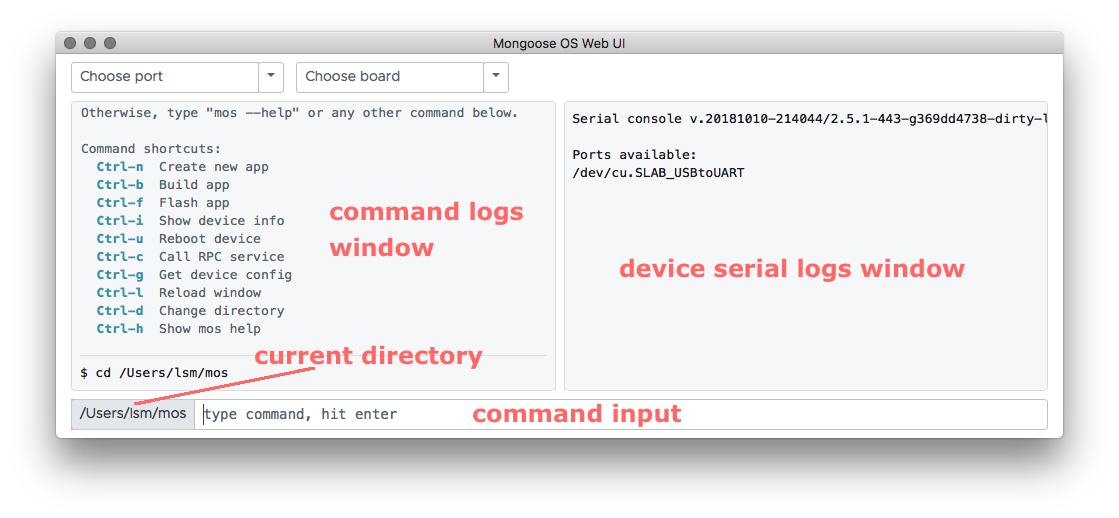 Mongoose OS Web UI
Choose port
Choose board
Otherwise, type "mos --help" or any other command below.
Command shortcuts:
Ctrl-n Create new app
Ctrl-b Build app
Ctrl-f Flash app
Ctrl-i Show device info
Ctrl-u Reboot device
Ctrl-c Call RPC service
Ctrl-g Get device config
Ctrl-l Reload window
Ctrl-d Change directory
Ctrl-h Show mos help
command logs
window
$ cd /Users/lsm/mos
current directory
Serial console v.20181010-214044/2.5.1-443-g369dd4738-dirty-l
Ports available:
/dev/cu.SLAB_USBtoUART
device serial logs window
/Users/lsm/mos
type command, hit enter
command input